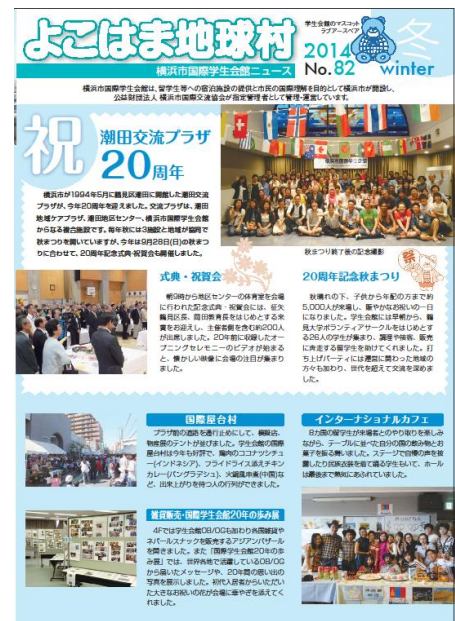 よこはま地球村
横浜市国際学生会館ニュース
学生会館のマスコット
ラブアースベア
2014
No.82
冬
winter
横浜市国際学生会館は、留学生等への宿泊施設の提供と市民の国際理解を目的として横浜市が開設し、
公益財団法人 横浜市国際交流協会が指定管理者として管理・運営しています。
祝
潮田交流プラザ
20周年
横浜市が1994年5月に鶴見区潮田に開館した潮田交流
プラザが、今年20周年を迎えました。交流プラザは、潮田
地域ケアプラザ、潮田地区センター、横浜市国際学生会館
からなる複合施設です。毎年秋には3施設と地域が協同で
秋まつりを開いていますが、今年は9月28日(日)の秋まつ
りに合わせて、20周年記念式典・祝賀会も開催しました。
横浜市国際学生会館
秋まつり終了後の記念撮影
祭
式典・祝賀会
朝9時から地区センターの体育室を会場
に行われた記念式典・祝賀会には、征矢
鶴見区長、岡田教育長をはじめとする来
賓をお迎えし、主催者側を含む約200人
が出席しました。20年前に収録したオー
プニングセレモニーのビデオが始まる
と、懐かしい映像に会場の注目が集まり
ました。
20周年記念秋まつり
秋晴れの下、子供から年配の方まで約
5,000人が来場し、賑やかなお祝いの一日
になりました。学生会館には早朝から、鶴
見大学ボランティアサークルをはじめとす
る26人の学生が集まり、調理や接客、販売
に奔走する留学生を助けてくれました。打
ち上げパーティには運営に関わった地域の
方々も加わり、世代を超えて交流を深めま
した。
国際屋台村
プラザ前の道路を通行止めにして、模擬店、
物産展のテントが並びました。学生会館の国際
屋台村は今年も好評で、鶏肉のココナッツシチュ
ー(インドネシア)、フライドライス添えチキン
カレー(バングラデシュ)、火鍋風串煮(中国)な
ど、出来上がりを待つ人の行列ができました。
インターナショナルカフェ
8カ国の留学生が来場者とのやり取りを楽しみ
ながら、テーブルに並べた自分の国の飲み物とお
菓子を振る舞いました。ステージで自慢の声を披
露したり民族衣装を着て踊る学生もいて、ホール
は最後まで熱気にあふれていました。
雑貨販売・国際学生会館20年の歩み展
4Fでは学生会館OB/OGも加わり各国雑貨や
ネパールスナックを販売するアジアンバザール
を開きました。また「国際学生会館20年の歩
み展」では、世界各地で活躍しているOB/OG
から届いたメッセージや、20年間の思い出の
写真を展示しました。初代入居者からいただい
た大きなお祝いの花が会場に華やぎを添えてく
れました。